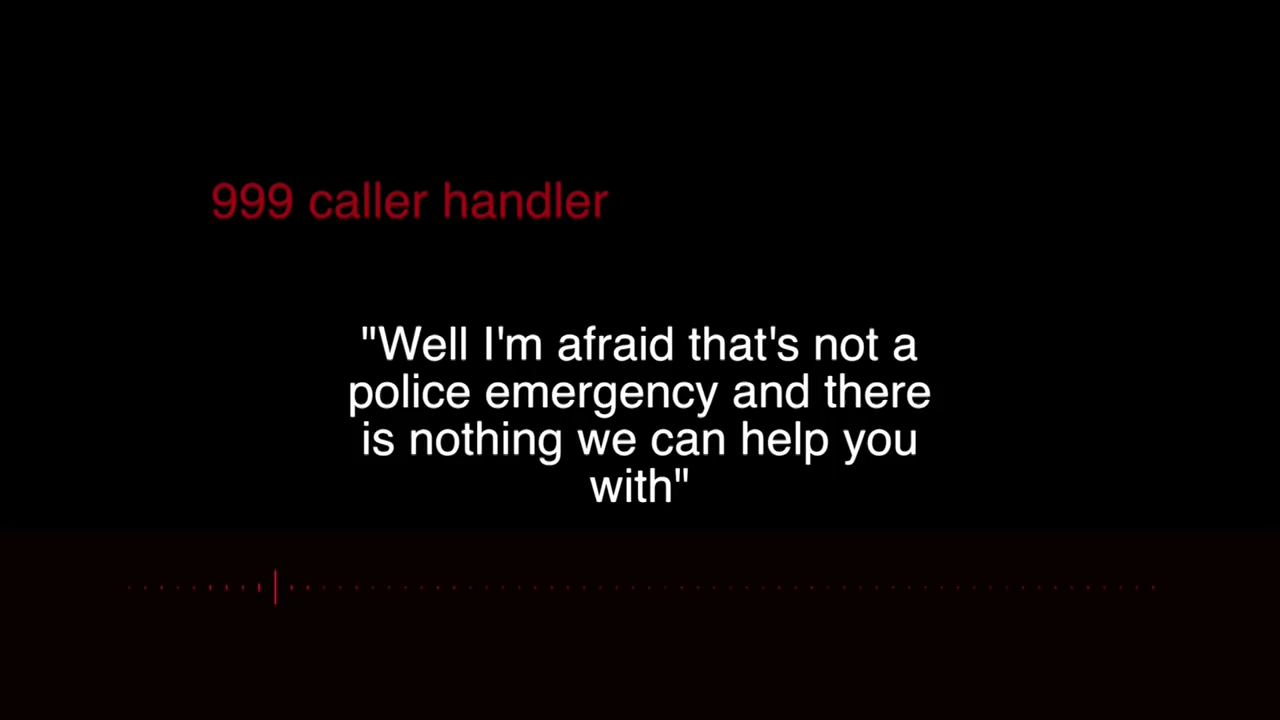 999 caller handler
"Well I'm afraid that's not a
police emergency and there
is nothing we can help you
with"